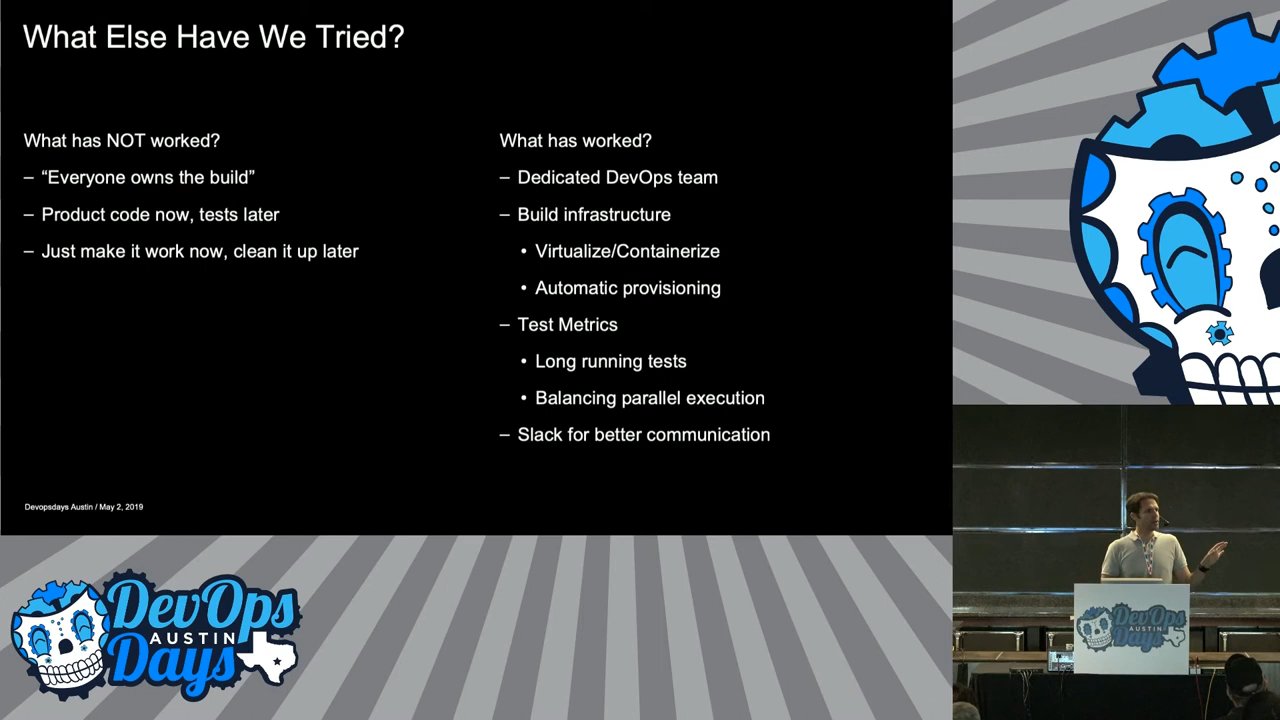 What Else Have We Tried?
What has NOT worked?
– “Everyone owns the build”
– Product code now, tests later
– Just make it work now, clean it up later
What has worked?
– Dedicated DevOps team
– Build infrastructure
• Virtualize/Containerize
• Automatic provisioning
– Test Metrics
• Long running tests
• Balancing parallel execution
– Slack for better communication
Devopsdays Austin / May 2, 2019
DevOps
AUSTIN
Days
DevOps
AUSTIN
Days